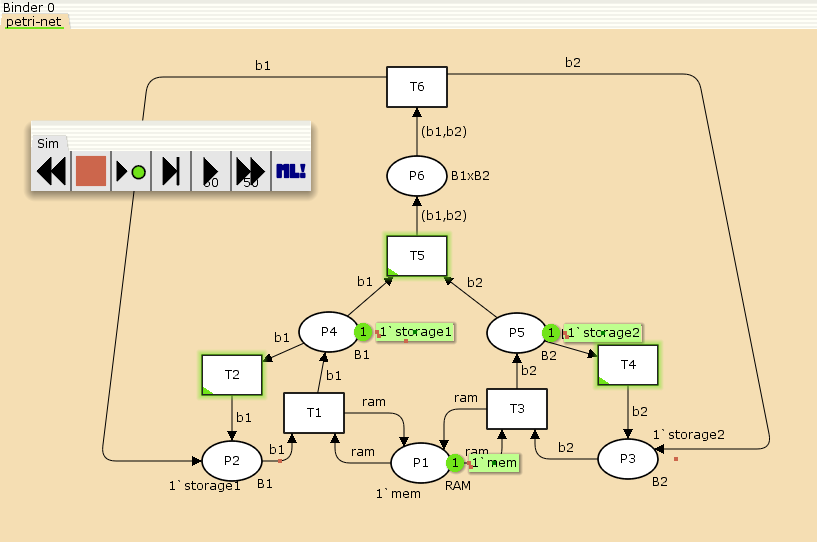 Binder 0
petri-net
b1
b2
T6
(b1,b2)
Sim
P6
B1xB2
60
50
ML!
(b1,b2)
T5
b1
b2
P4
1
1`storage1
P5
1
1`storage2
b1
B1
B2
T2
T4
b1
b2
ram
ram
T1
T3
b1
b2
b1
ram
ram
b2
1`storage2
P2
P1
1
1`mem
P3
1`storage1
B1
1`mem
RAM
B2